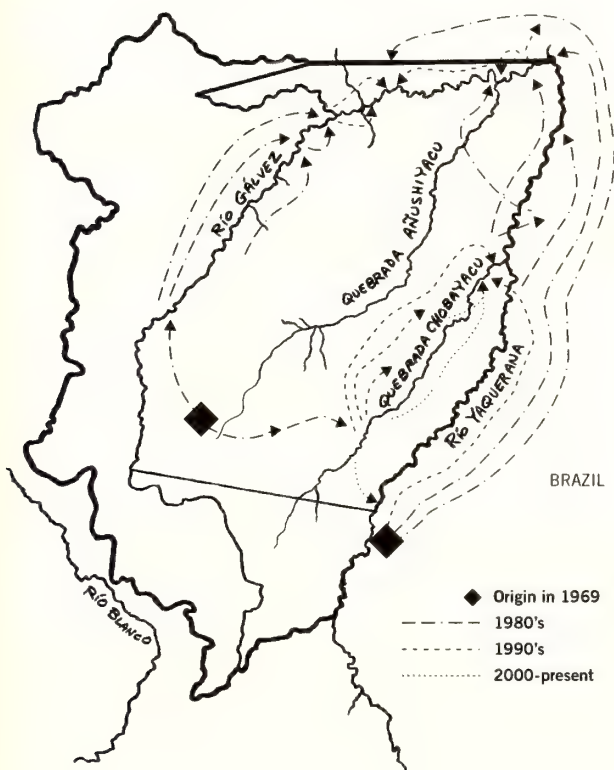 RÍO GÁLVEZ
QUEBRADA AÑUSHIYACU
QUEBRADA CHOBAYACU
RÍO YAQUERANA
BRAZIL
RÍO BLANCO
Origin in 1969
1980's
1990's
2000-present